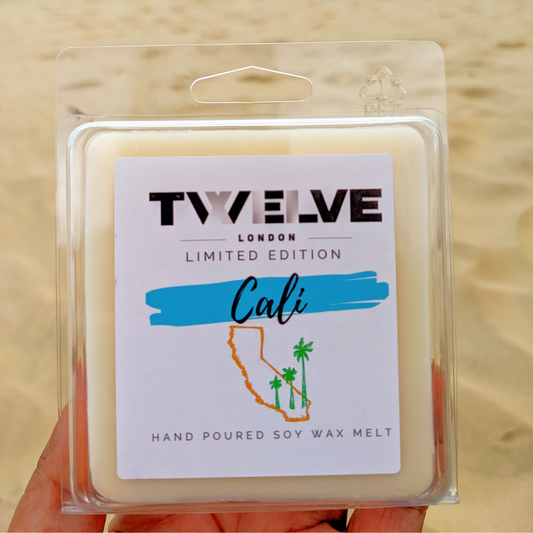 TWELVE
LONDON
LIMITED EDITION
Cali
HAND POURED SOY WAX MELT